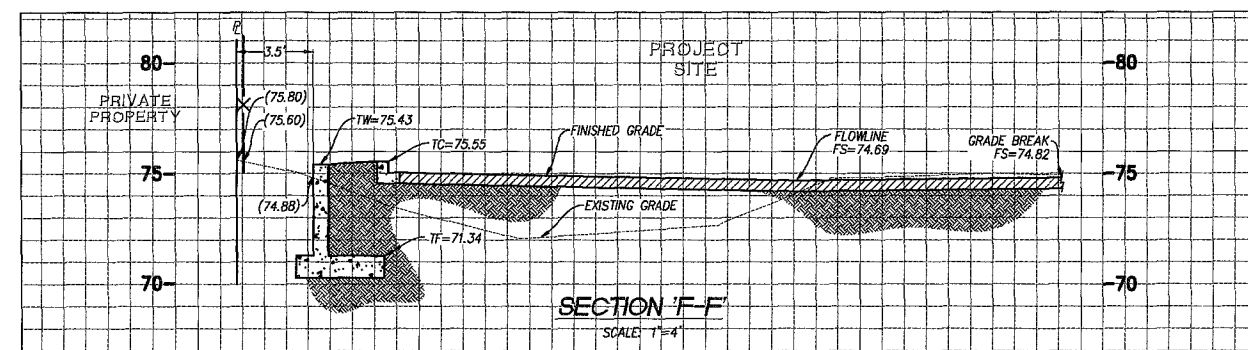 ℄
3.5'
PROJECT
SITE
80
80
PRIVATE
PROPERTY
(75.80)
(75.60)
TW=75.43
TC=75.55
FINISHED GRADE
FLOWLINE
FS=74.69
GRADE BREAK
FS=74.82
75
75
(74.88)
EXISTING GRADE
TF=71.34
70
70
SECTION 'F-F'
SCALE: 1"=4'